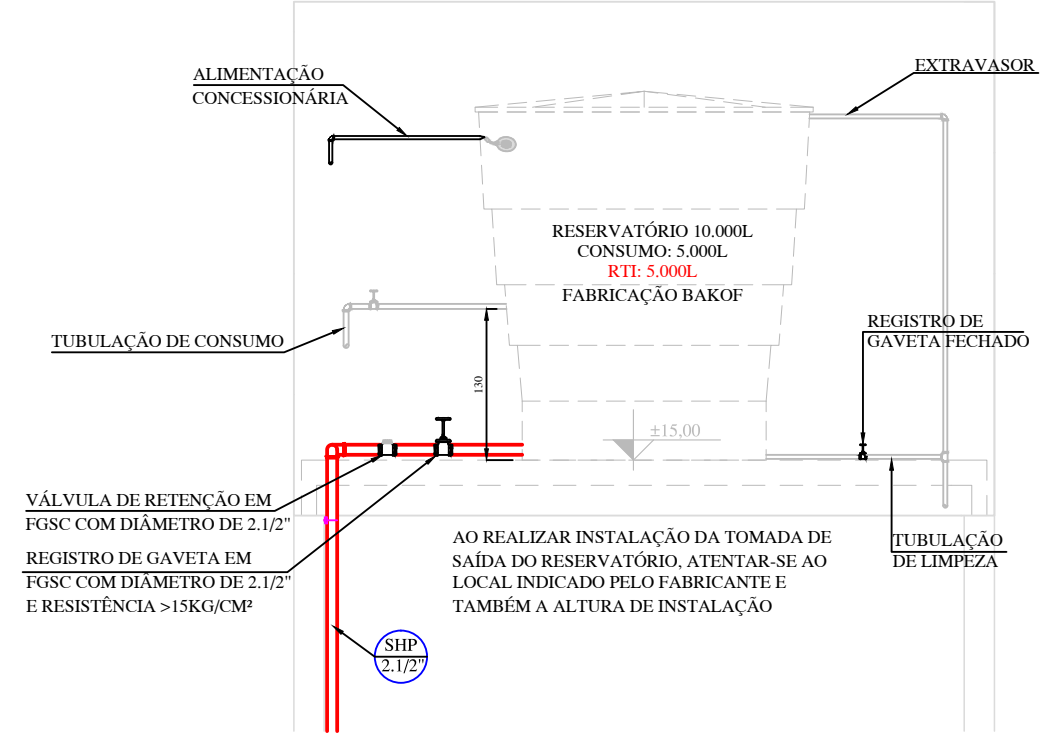 ALIMENTAÇÃO
CONCESSIONÁRIA
EXTRAVASOR
RESERVATÓRIO 10.000L
CONSUMO: 5.000L
RTI: 5.000L
FABRICAÇÃO BAKOF
TUBULAÇÃO DE CONSUMO
REGISTRO DE
GAVETA FECHADO
130
±15,00
VÁLVULA DE RETENÇÃO EM
FGSC COM DIÂMETRO DE 2.1/2"
REGISTRO DE GAVETA EM
FGSC COM DIÂMETRO DE 2.1/2"
E RESISTÊNCIA >15KG/CM²
AO REALIZAR INSTALAÇÃO DA TOMADA DE
SAÍDA DO RESERVATÓRIO, ATENTAR-SE AO
LOCAL INDICADO PELO FABRICANTE E
TAMBÉM A ALTURA DE INSTALAÇÃO
TUBULAÇÃO
DE LIMPEZA
SHP
2.1/2"